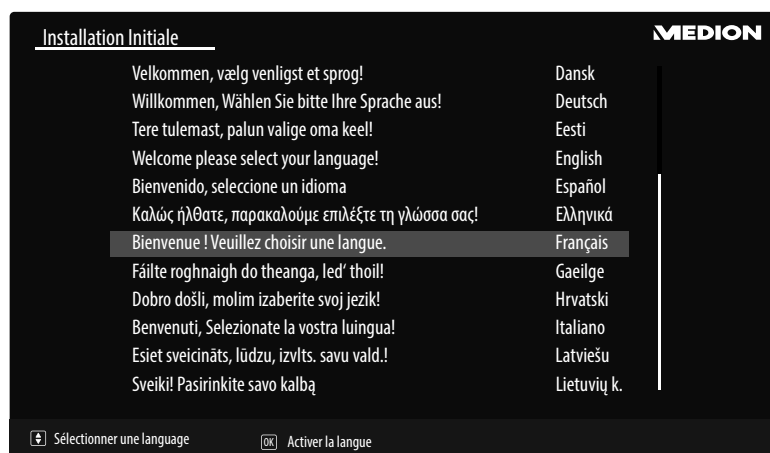 Installation Initiale
MEDION
Velkommen, vælg venligst et sprog! Dansk
Willkommen, Wählen Sie bitte Ihre Sprache aus! Deutsch
Tere tulemast, palun valige oma keel! Eesti
Welcome please select your language! English
Bienvenido, seleccione un idioma Español
Καλώς ήλθατε, παρακαλούμε επιλέξτε τη γλώσσα σας! Ελληνικά
Bienvenue ! Veuillez choisir une langue. Français
Fáilte roghnaigh do theanga, led‘ thoil! Gaeilge
Dobro došli, molim izaberite svoj jezik! Hrvatski
Benvenuti, Selezionate la vostra luingua! Italiano
Esiet sveicināts, lūdzu, izvlts. savu vald.! Latviešu
Sveiki! Pasirinkite savo kalbą Lietuvių k.
Sélectionner une language OK Activer la langue